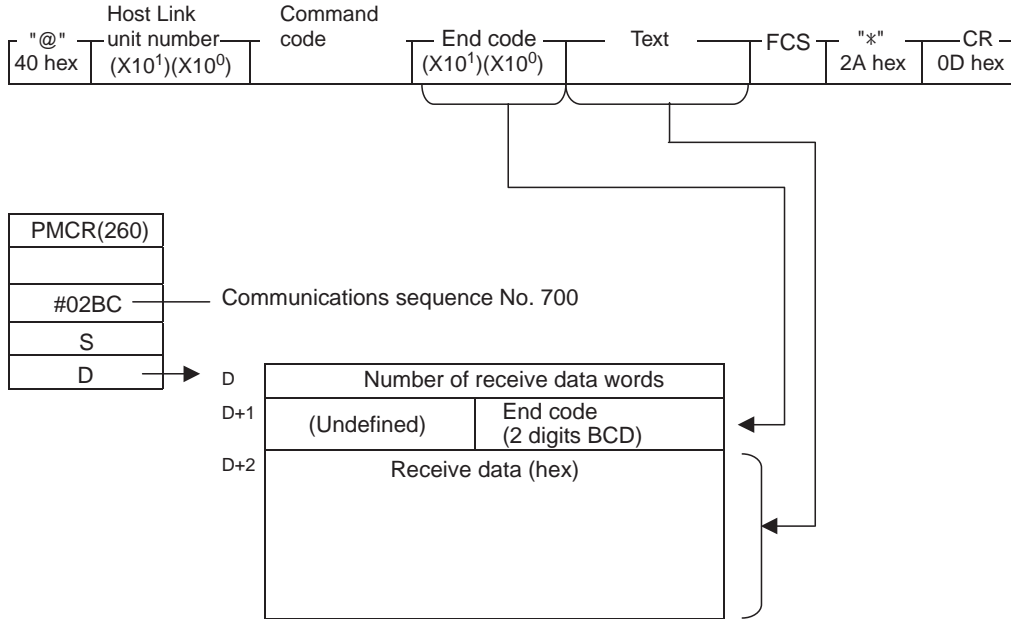 Host Link Command
"@" unit number code End code Text FCS "*" CR
40 hex (X10¹)(X10⁰) (X10¹)(X10⁰) 2A hex 0D hex
PMCR(260)
#02BC Communications sequence No. 700
S
D D Number of receive data words
D+1 (Undefined) End code
(2 digits BCD)
D+2 Receive data (hex)